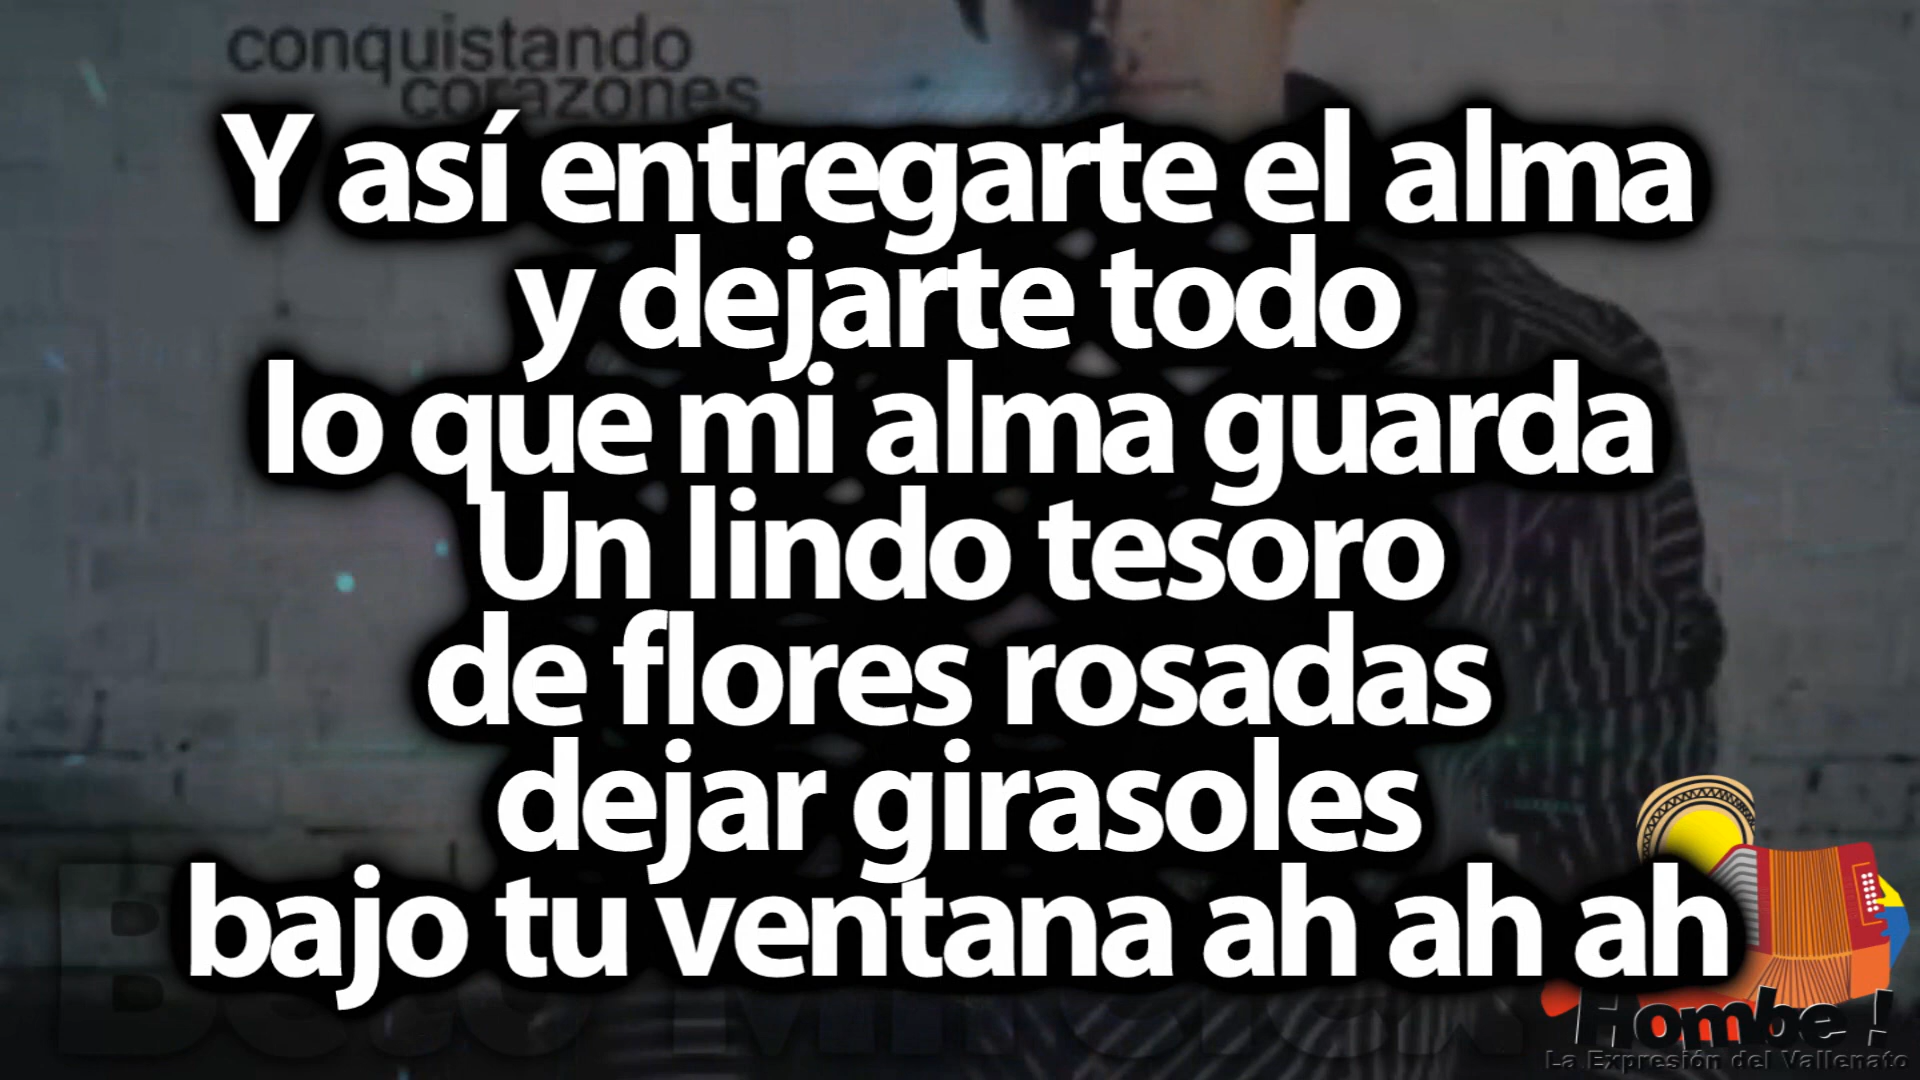 conquistando
corazones
Y así entregarte el alma
y dejarte todo
lo que mi alma guarda
Un lindo tesoro
de flores rosadas
dejar girasoles
bajo tu ventana ah ah ah
Hombe !
La Expresión del Vallenato